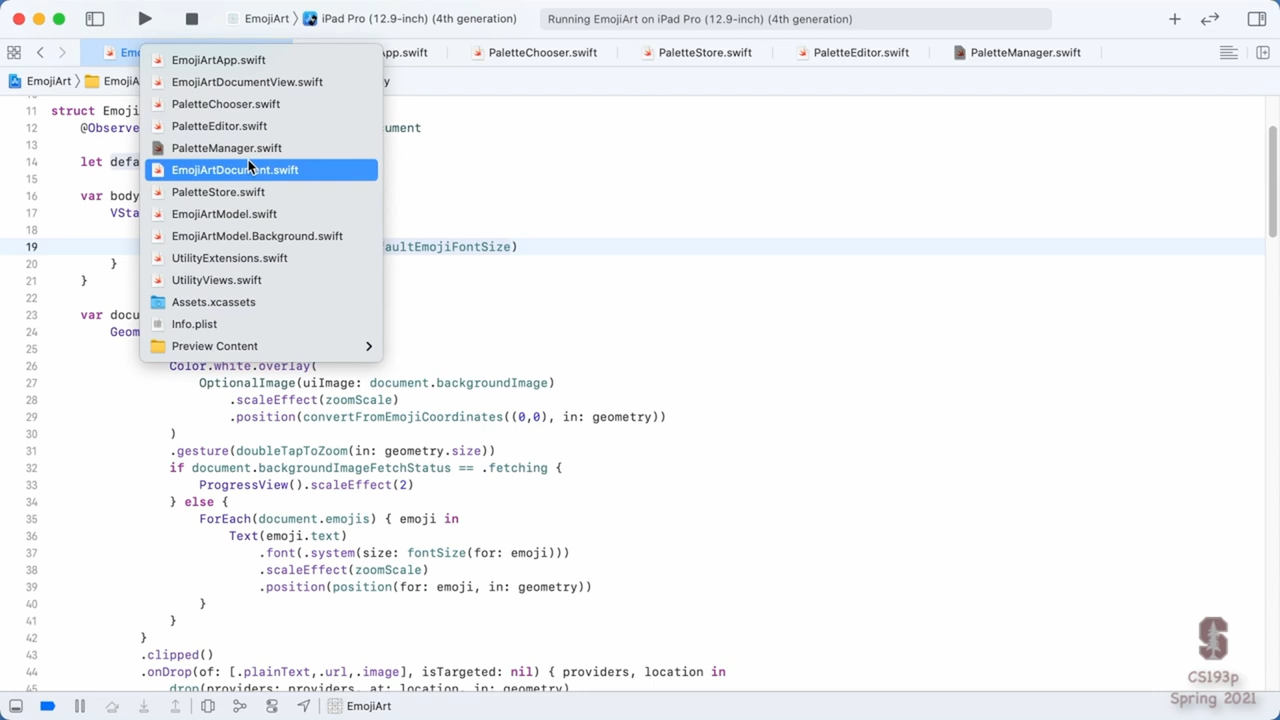 EmojiArt 〉 iPad Pro (12.9-inch) (4th generation)
Running EmojiArt on iPad Pro (12.9-inch) (4th generation)
PaletteChooser.swift
PaletteStore.swift
PaletteEditor.swift
PaletteManager.swift
EmojiArt
EmojiArtApp.swift
EmojiArtDocumentView.swift
PaletteChooser.swift
PaletteEditor.swift
PaletteManager.swift
EmojiArtDocument.swift
PaletteStore.swift
EmojiArtModel.swift
EmojiArtModel.Background.swift
UtilityExtensions.swift
UtilityViews.swift
Assets.xcassets
Info.plist
Preview Content
11 struct Emoji
12 @Observe
13
14 let defa
15
16 var body
17 VSta
18
19 aultEmojiFontSize)
20 }
21 }
22
23 var docu
24 Geom
25
26 Color.white.overlay(
27 OptionalImage(uiImage: document.backgroundImage)
28 .scaleEffect(zoomScale)
29 .position(convertFromEmojiCoordinates((0,0), in: geometry))
30 )
31 .gesture(doubleTapToZoom(in: geometry.size))
32 if document.backgroundImageFetchStatus == .fetching {
33 ProgressView().scaleEffect(2)
34 } else {
35 ForEach(document.emojis) { emoji in
36 Text(emoji.text)
37 .font(.system(size: fontSize(for: emoji)))
38 .scaleEffect(zoomScale)
39 .position(position(for: emoji, in: geometry))
40 }
41 }
42 }
43 .clipped()
44 .onDrop(of: [.plainText,.url,.image], isTargeted: nil) { providers, location in
45 drop(providers: providers, at: location, in: geometry)
EmojiArt
S
CS193p
Spring 2021